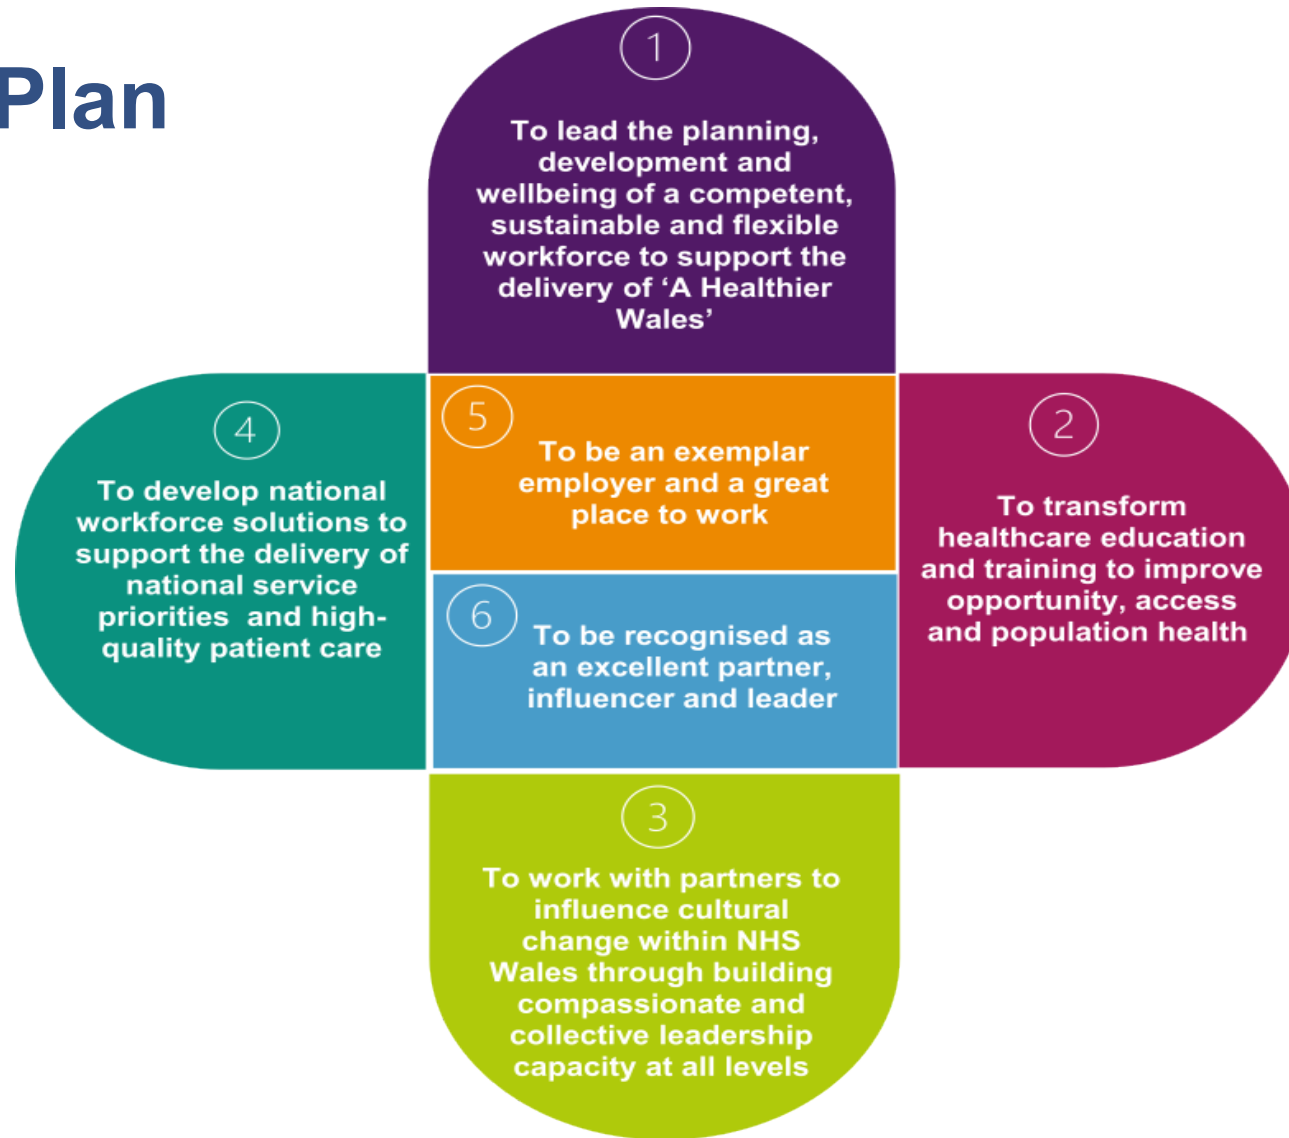 Plan
1
To lead the planning,
development and
wellbeing of a competent,
sustainable and flexible
workforce to support the
delivery of ‘A Healthier
Wales’
4
To develop national
workforce solutions to
support the delivery of
national service
priorities  and high-
quality patient care
5
To be an exemplar
employer and a great
place to work
6
To be recognised as
an excellent partner,
influencer and leader
2
To transform
healthcare education
and training to improve
opportunity, access
and population health
3
To work with partners to
influence cultural
change within NHS
Wales through building
compassionate and
collective leadership
capacity at all levels